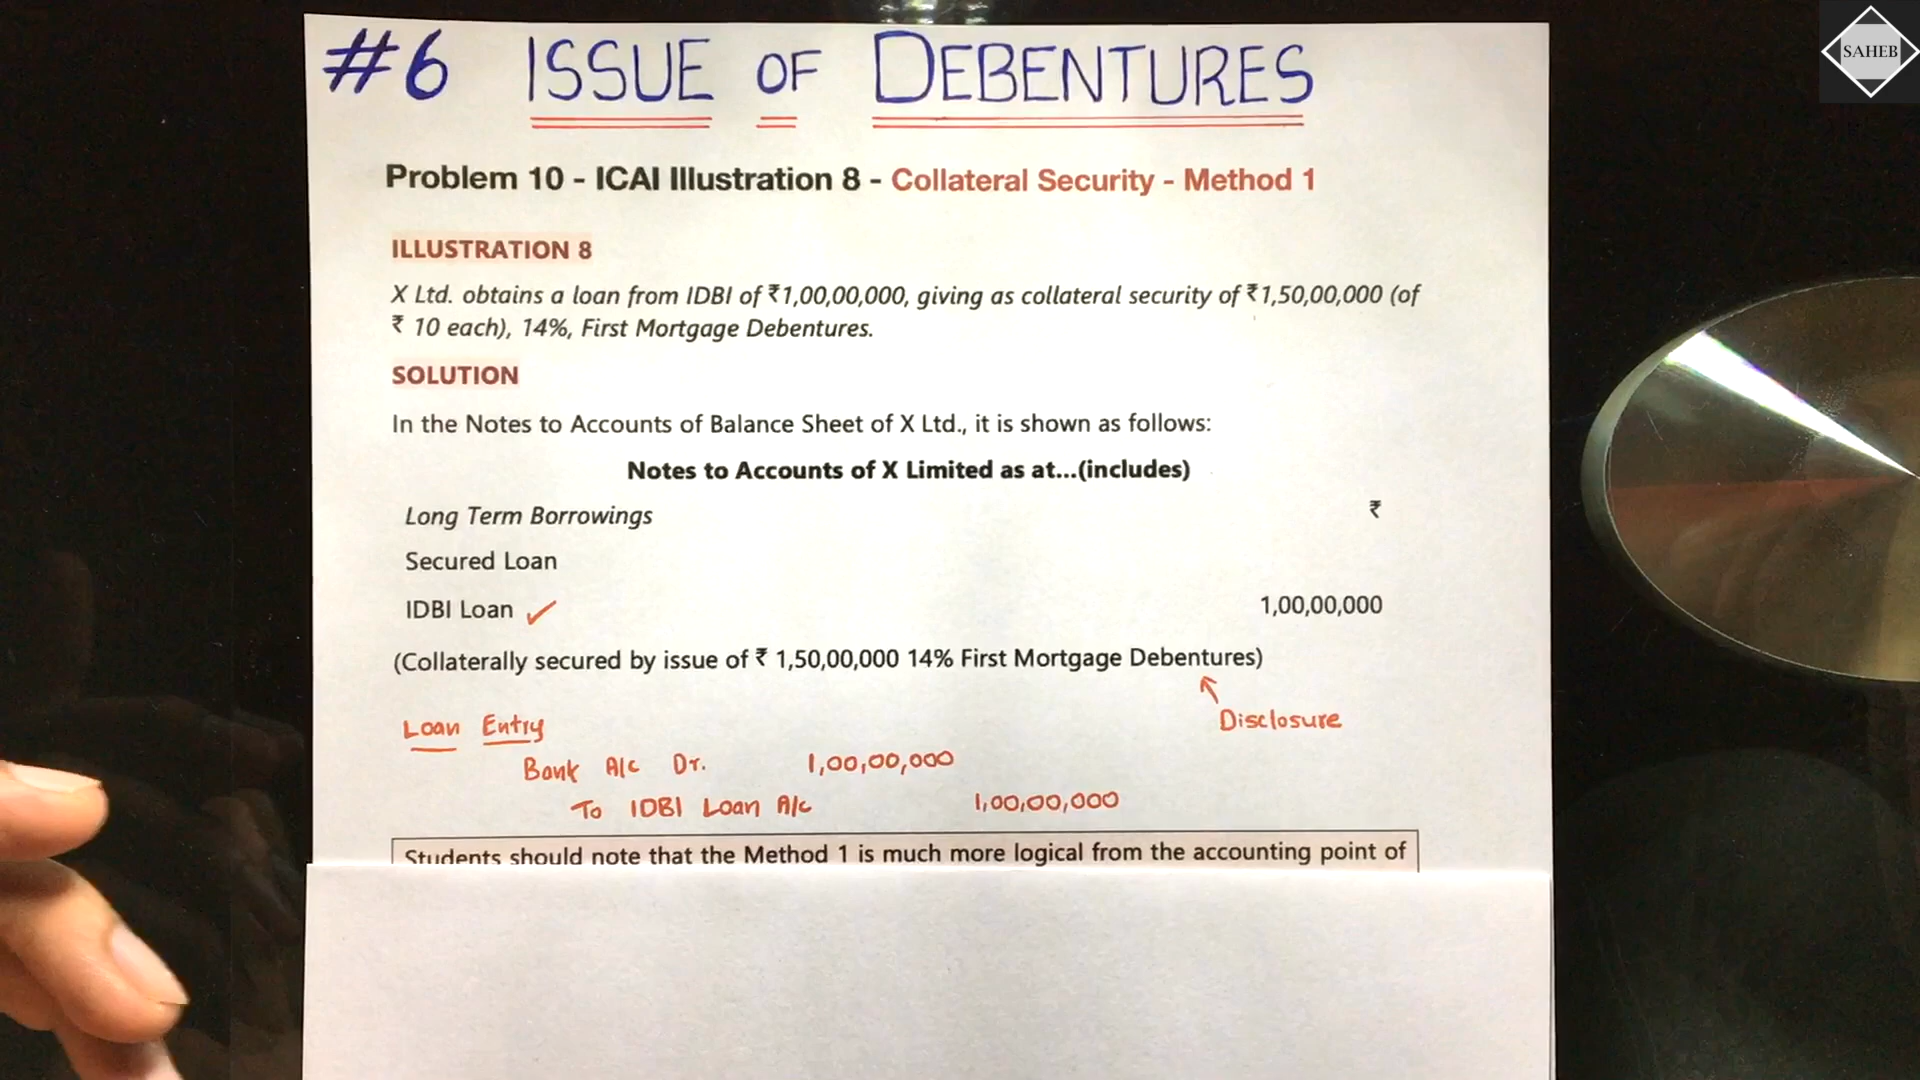 #6 ISSUE OF DEBENTURES
SAHEB
Problem 10 - ICAI Illustration 8 - Collateral Security - Method 1
ILLUSTRATION 8
X Ltd. obtains a loan from IDBI of ₹1,00,00,000, giving as collateral security of ₹1,50,00,000 (of
₹ 10 each), 14%, First Mortgage Debentures.
SOLUTION
In the Notes to Accounts of Balance Sheet of X Ltd., it is shown as follows:
Notes to Accounts of X Limited as at...(includes)
Long Term Borrowings ₹
Secured Loan
IDBI Loan ✓ 1,00,00,000
(Collaterally secured by issue of ₹ 1,50,00,000 14% First Mortgage Debentures)
Disclosure
Loan Entry
Bank A/c Dr. 1,00,00,000
To IDBI Loan A/c 1,00,00,000
Students should note that the Method 1 is much more logical from the accounting point of